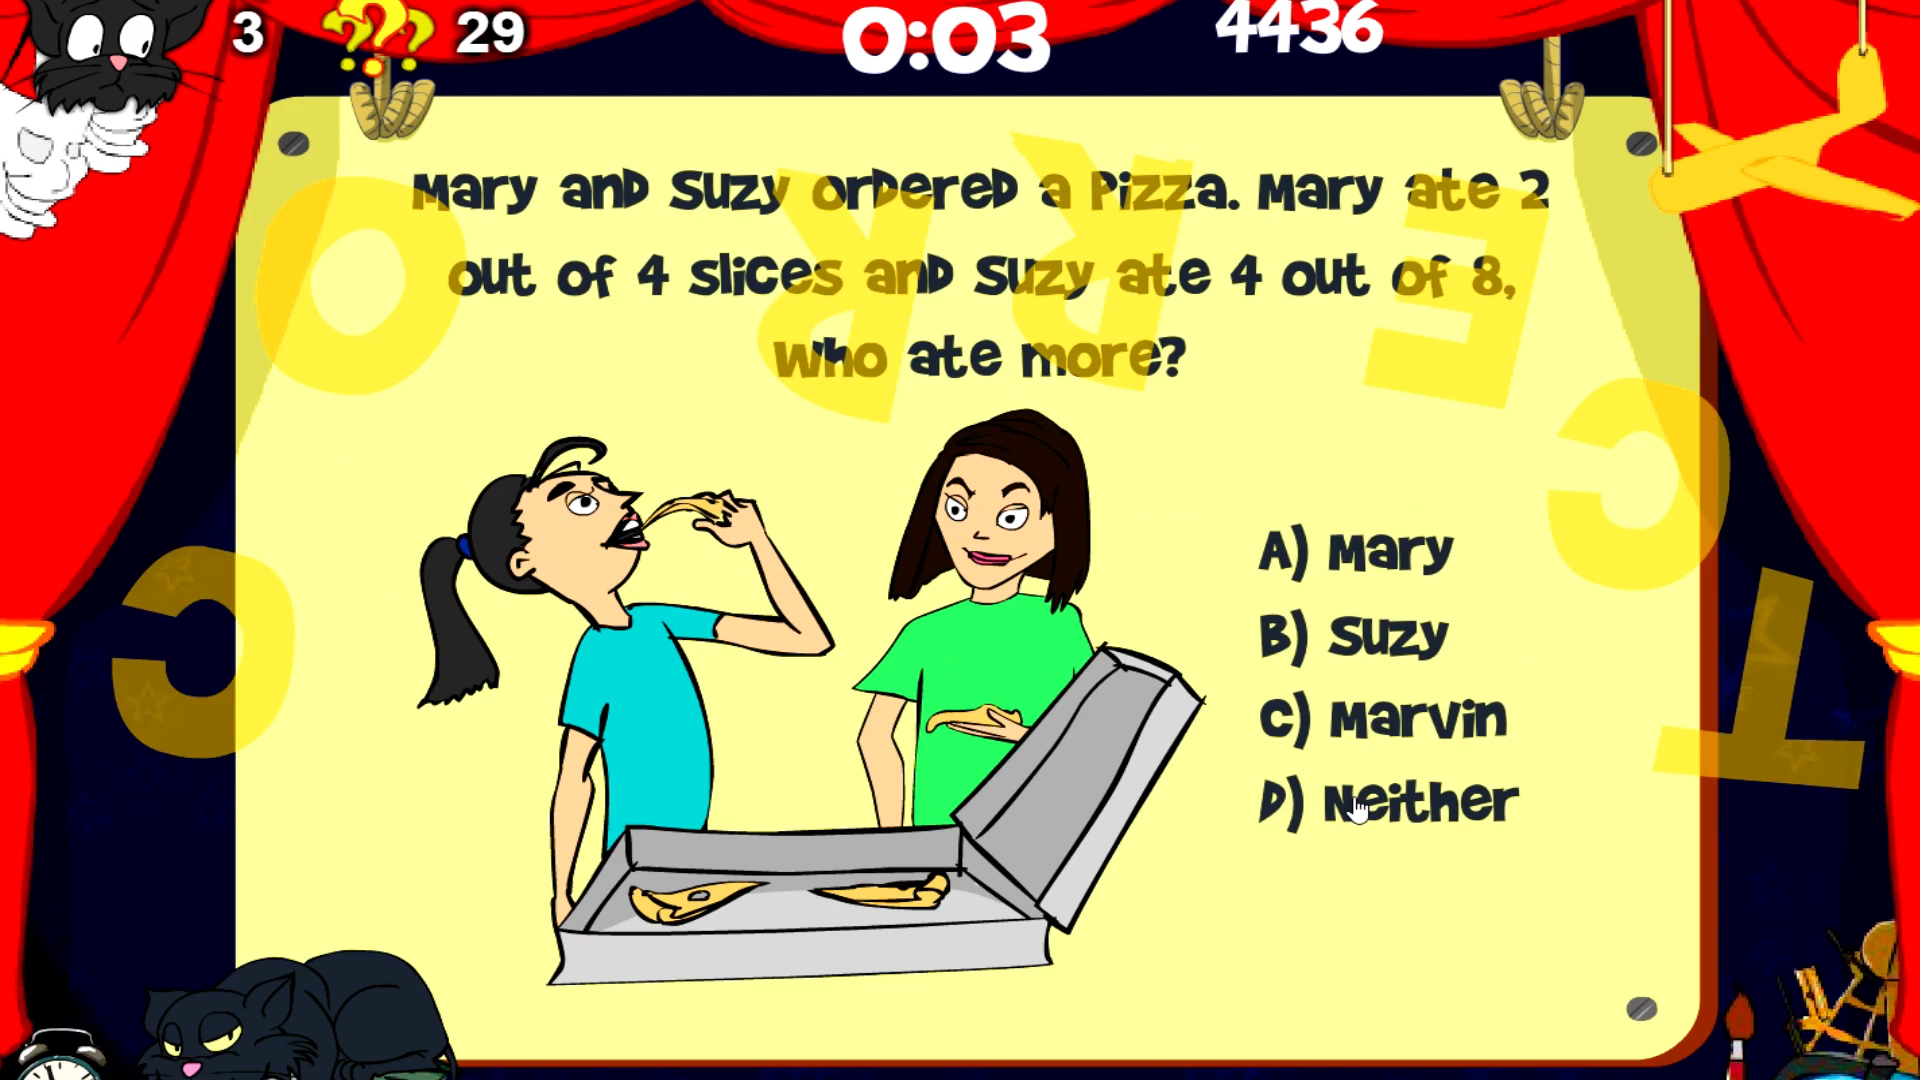 3 ??? 29 0:03 4436
Mary and Suzy ordered a pizza. Mary ate 2
out of 4 slices and Suzy ate 4 out of 8,
who ate more?
CORRECT
A) Mary
B) Suzy
C) Marvin
D) Neither